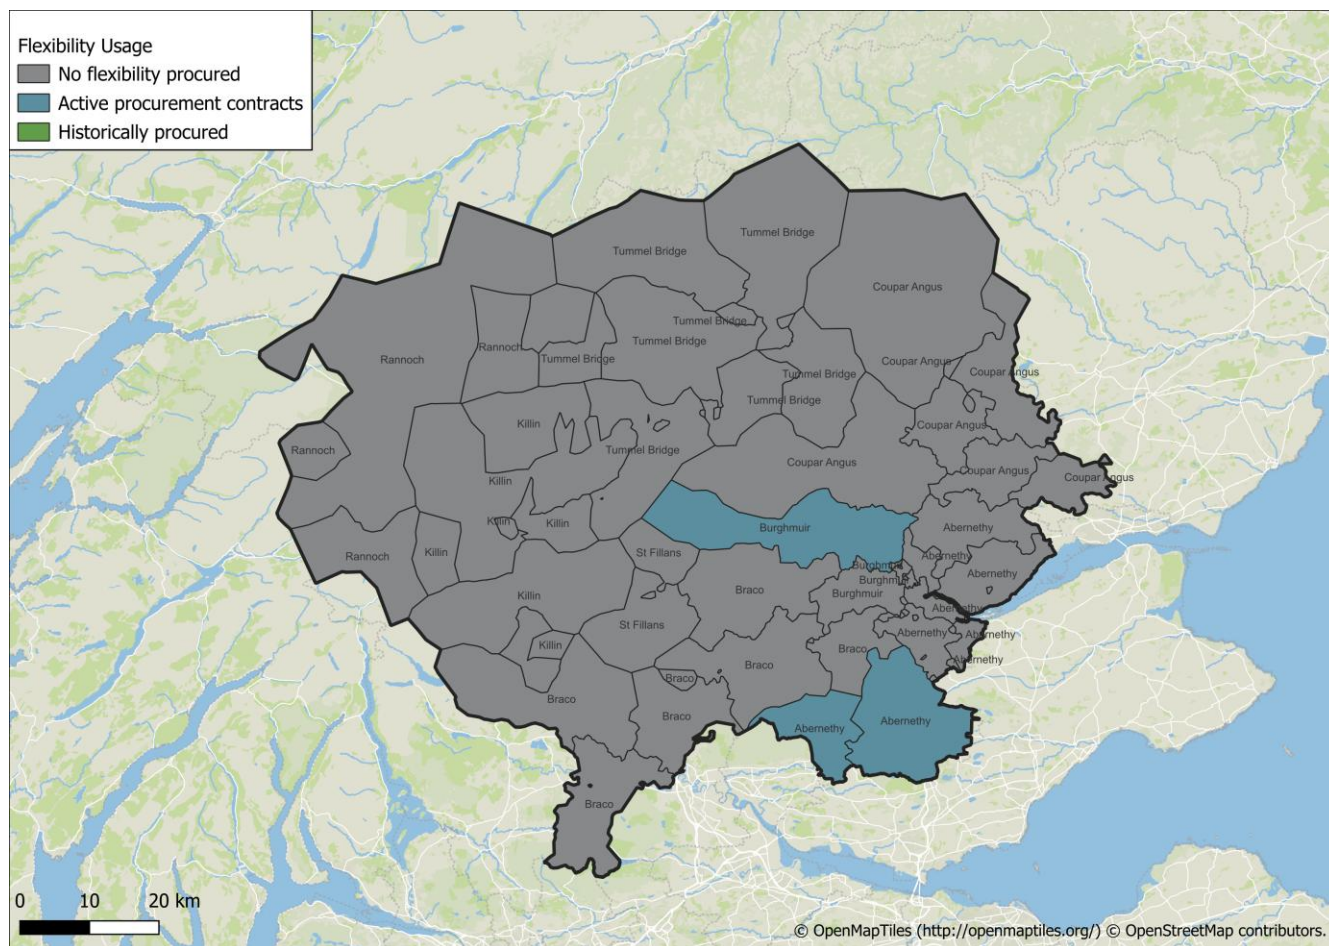 Flexibility Usage
No flexibility procured
Active procurement contracts
Historically procured
Tummel Bridge
Tummel Bridge
Coupar Angus
Tummel Bridge
Tummel Bridge
Rannoch
Rannoch
Tummel Bridge
Coupar Angus
Coupar Angus
Tummel Bridge
Tummel Bridge
Killin
Coupar Angus
Rannoch
Tummel Bridge
Coupar Angus
Coupar Angus
Coupar Angus
Killin
Killin
Killin
Burghmuir
Abernethy
Rannoch
Killin
St Fillans
Abernethy
Burghmuir
Abernethy
Killin
Braco
Burghmuir
Abernethy
St Fillans
Abernethy
Abernethy
Killin
Braco
Abernethy
Braco
Braco
Braco
Braco
Abernethy
Abernethy
Braco
0 10 20 km
© OpenMapTiles (http://openmaptiles.org/) © OpenStreetMap contributors.